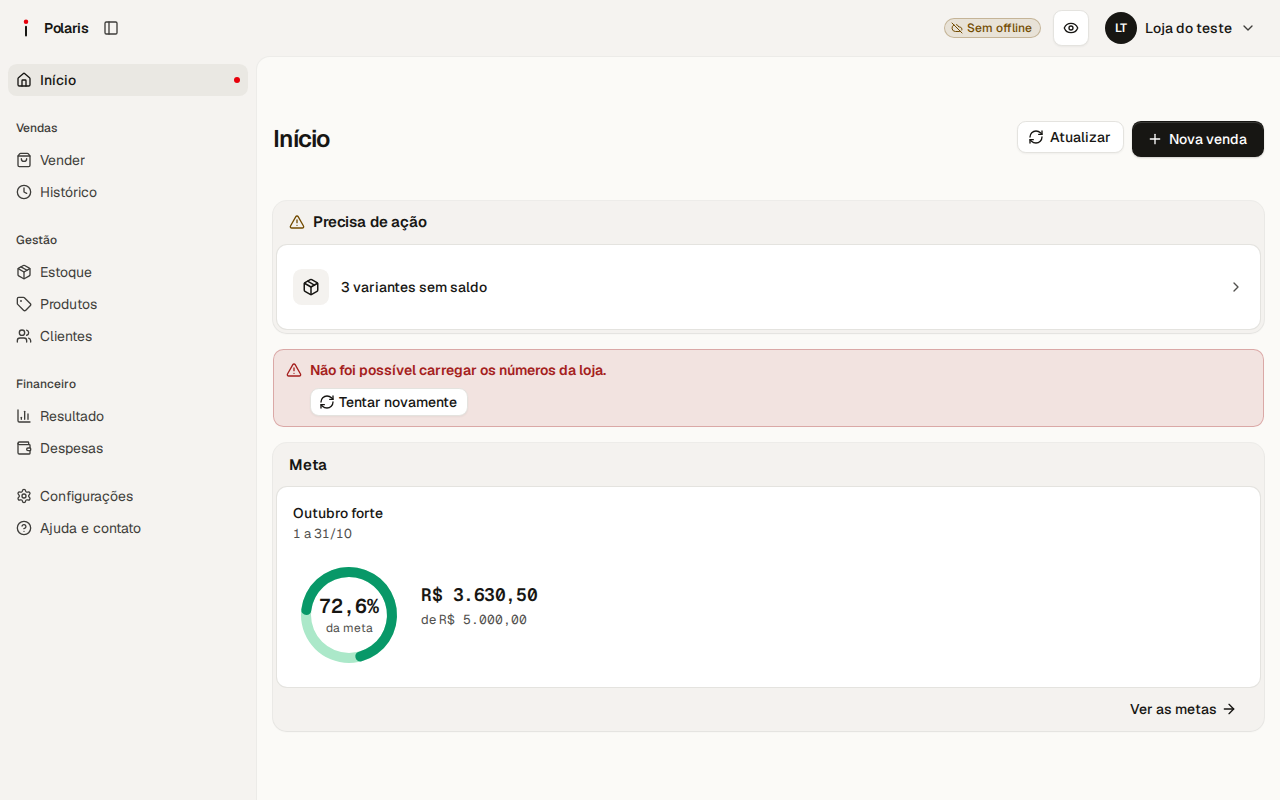 Polaris
Sem offline
LT
Loja do teste
Início
Vendas
Vender
Histórico
Gestão
Estoque
Produtos
Clientes
Financeiro
Resultado
Despesas
Configurações
Ajuda e contato
Início
Atualizar
Nova venda
Precisa de ação
3 variantes sem saldo
Não foi possível carregar os números da loja.
Tentar novamente
Meta
Outubro forte
1 a 31/10
72,6%
da meta
R$ 3.630,50
de R$ 5.000,00
Ver as metas